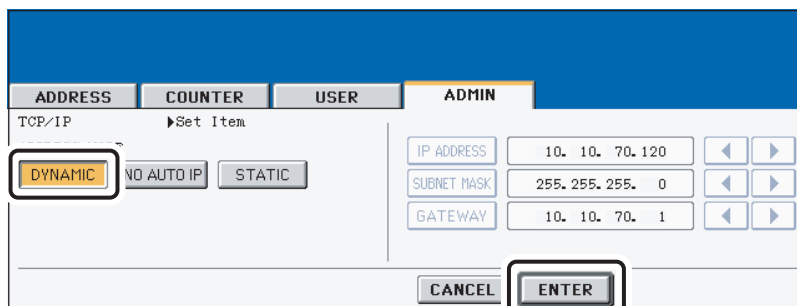 ADDRESS COUNTER USER ADMIN
TCP/IP ▶Set Item
DYNAMIC NO AUTO IP STATIC
IP ADDRESS 10. 10. 70.120
SUBNET MASK 255.255.255. 0
GATEWAY 10. 10. 70. 1
CANCEL ENTER